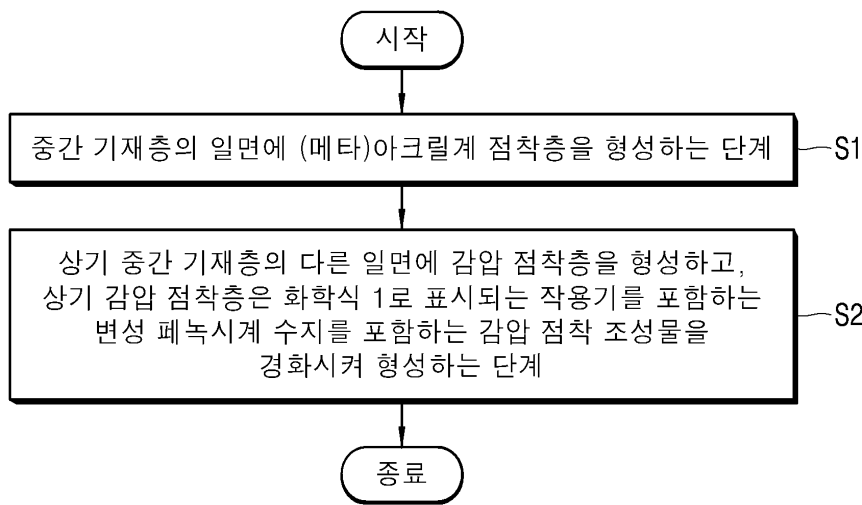 시작
중간 기재층의 일면에 (메타)아크릴계 점착층을 형성하는 단계
S1
상기 중간 기재층의 다른 일면에 감압 점착층을 형성하고,
상기 감압 점착층은 화학식 1로 표시되는 작용기를 포함하는
변성 페녹시계 수지를 포함하는 감압 점착 조성물을
경화시켜 형성하는 단계
S2
종료